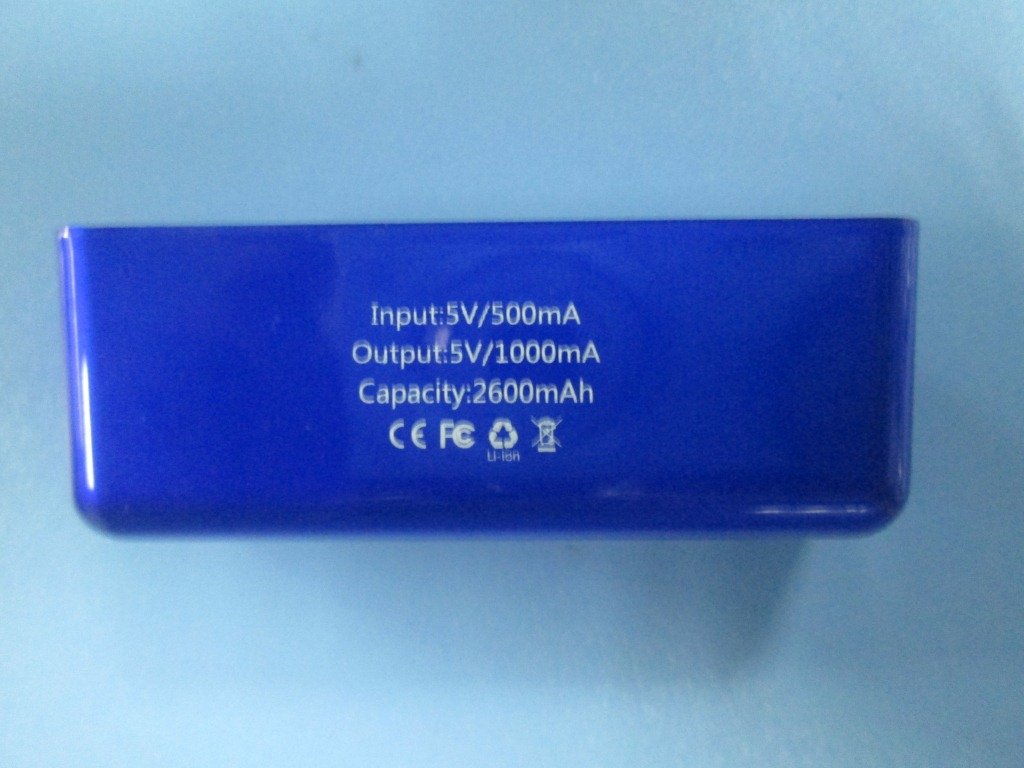 Input:5V/500mA
Output:5V/1000mA
Capacity:2600mAh
CE FC
Li-ion